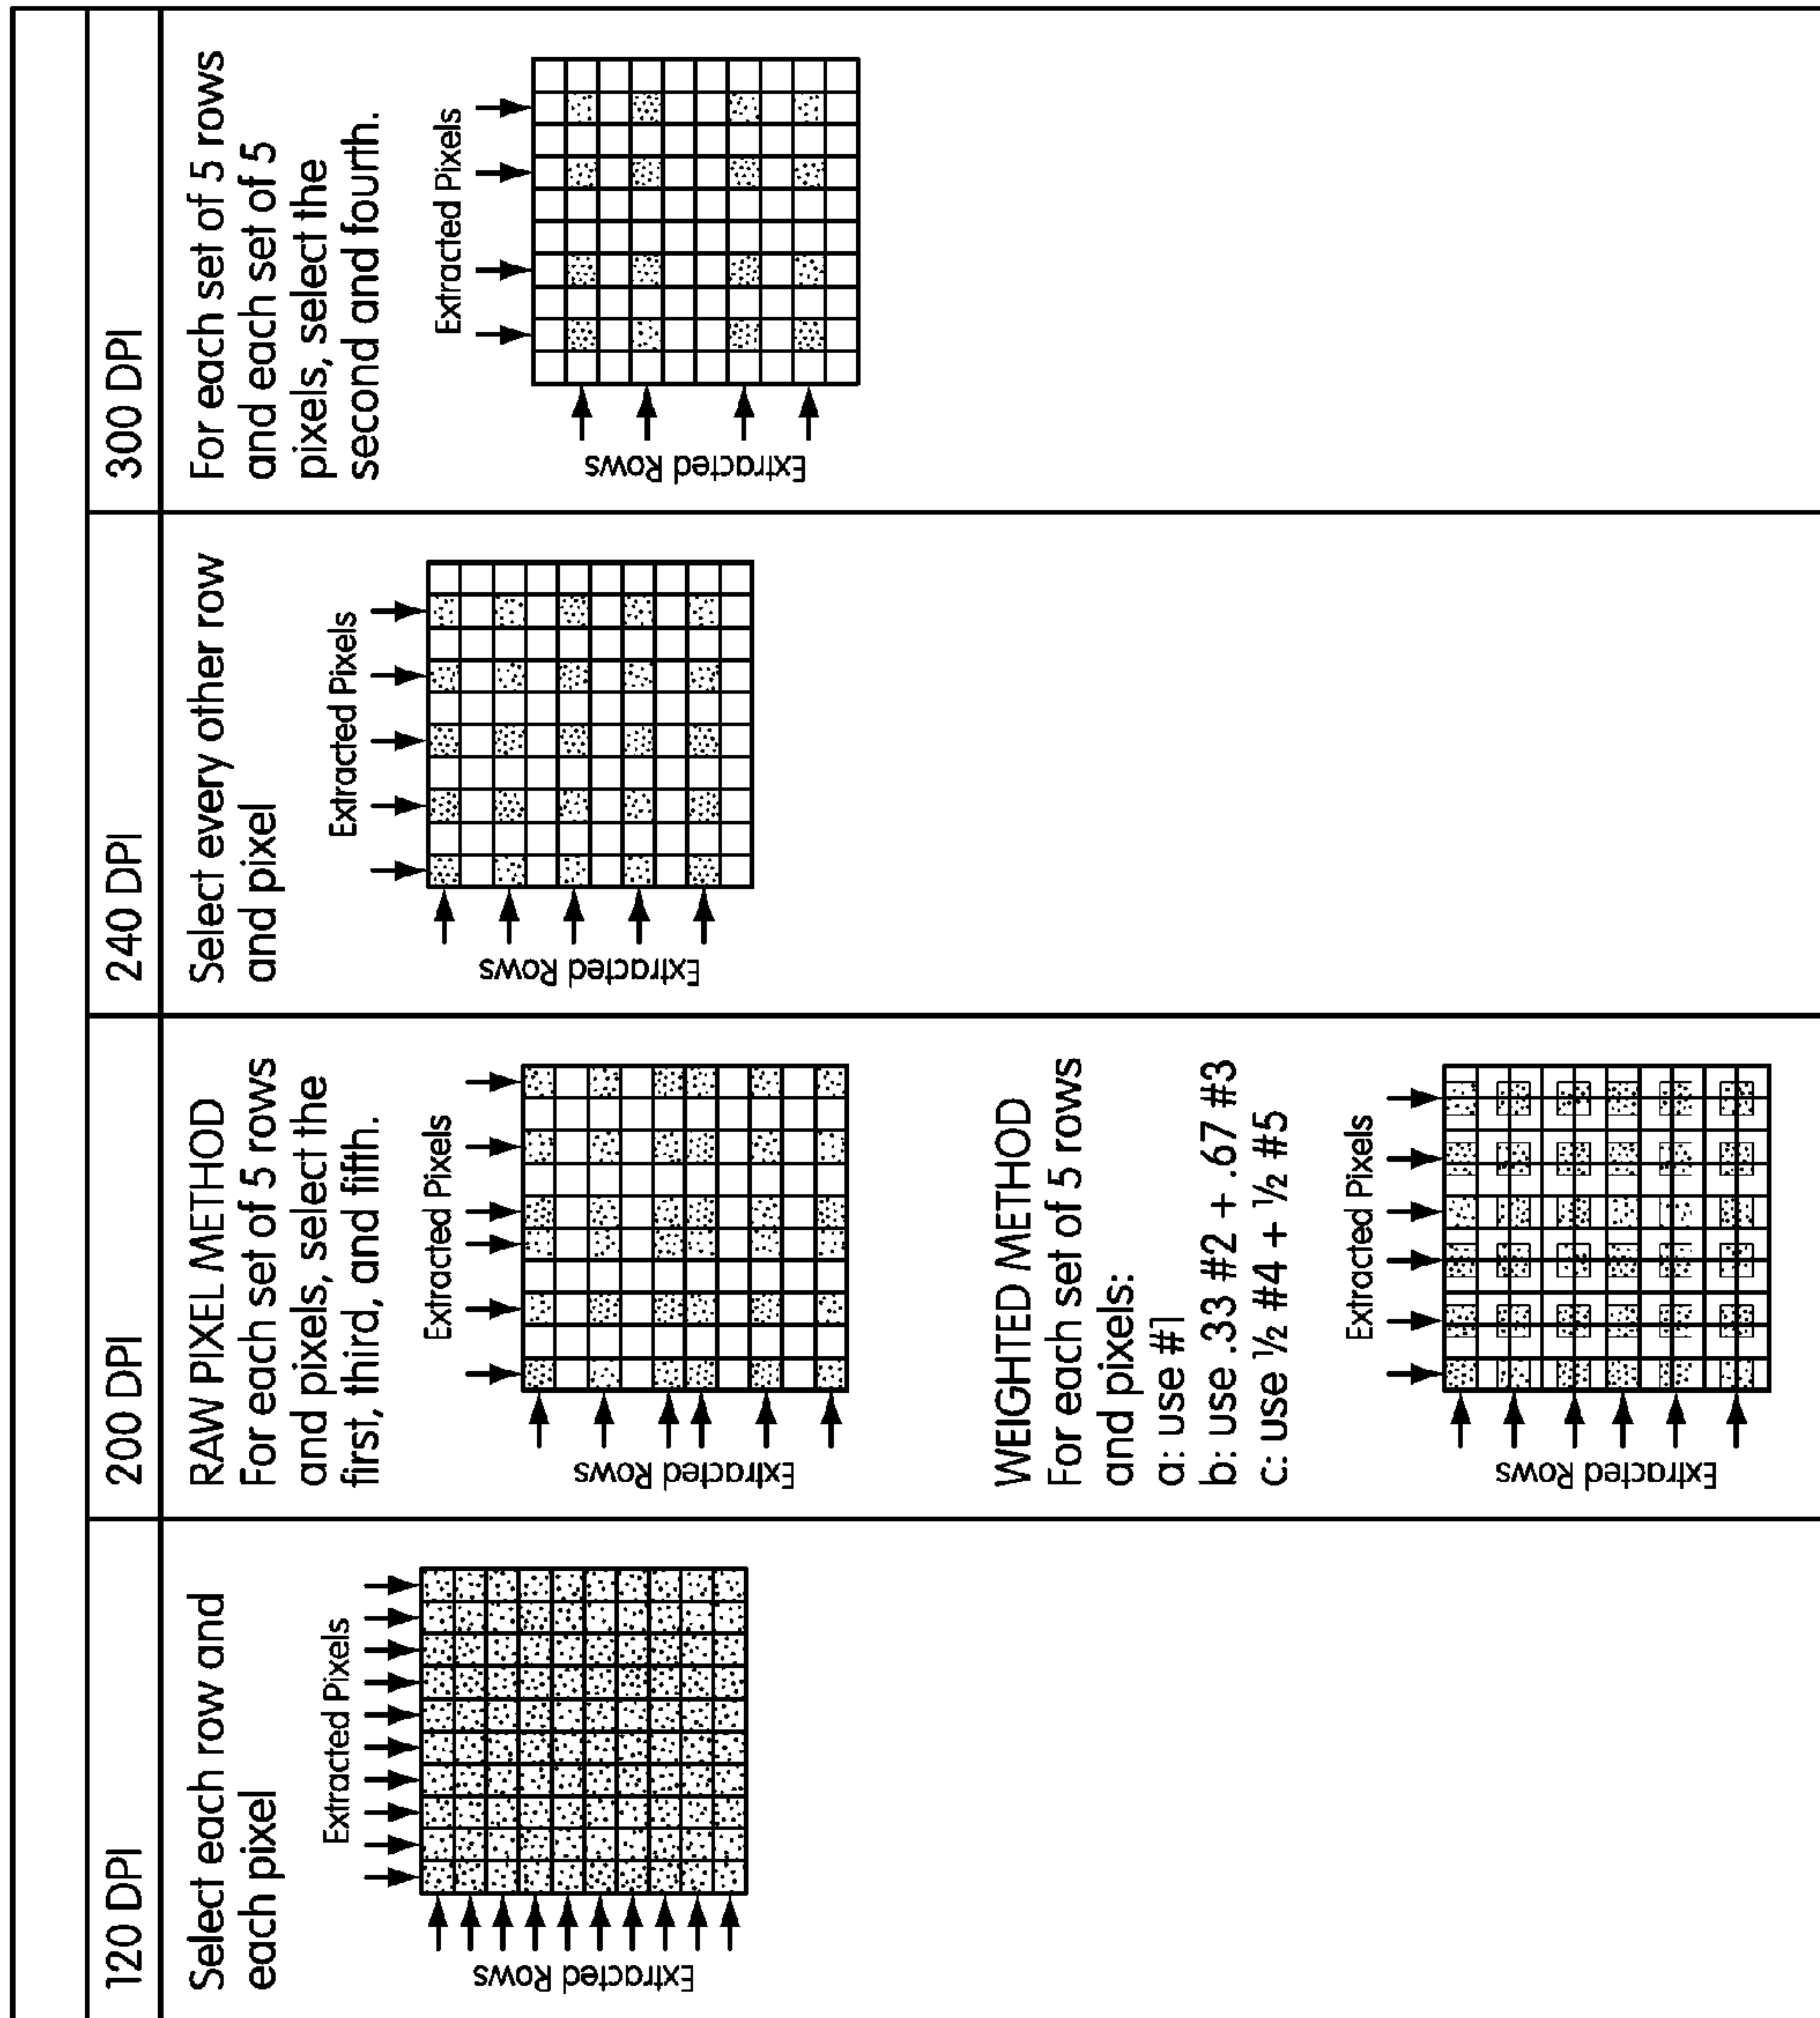 120 DPI
Select each row and
each pixel
Extracted Pixels
Extracted Rows
200 DPI
RAW PIXEL METHOD
For each set of 5 rows
and pixels, select the
first, third, and fifth.
Extracted Pixels
Extracted Rows
WEIGHTED METHOD
For each set of 5 rows
and pixels:
a: use #1
b: use .33 #2 + .67 #3
c: use ½ #4 + ½ #5
Extracted Pixels
Extracted Rows
240 DPI
Select every other row
and pixel
Extracted Pixels
Extracted Rows
300 DPI
For each set of 5 rows
and each set of 5
pixels, select the
second and fourth.
Extracted Pixels
Extracted Rows